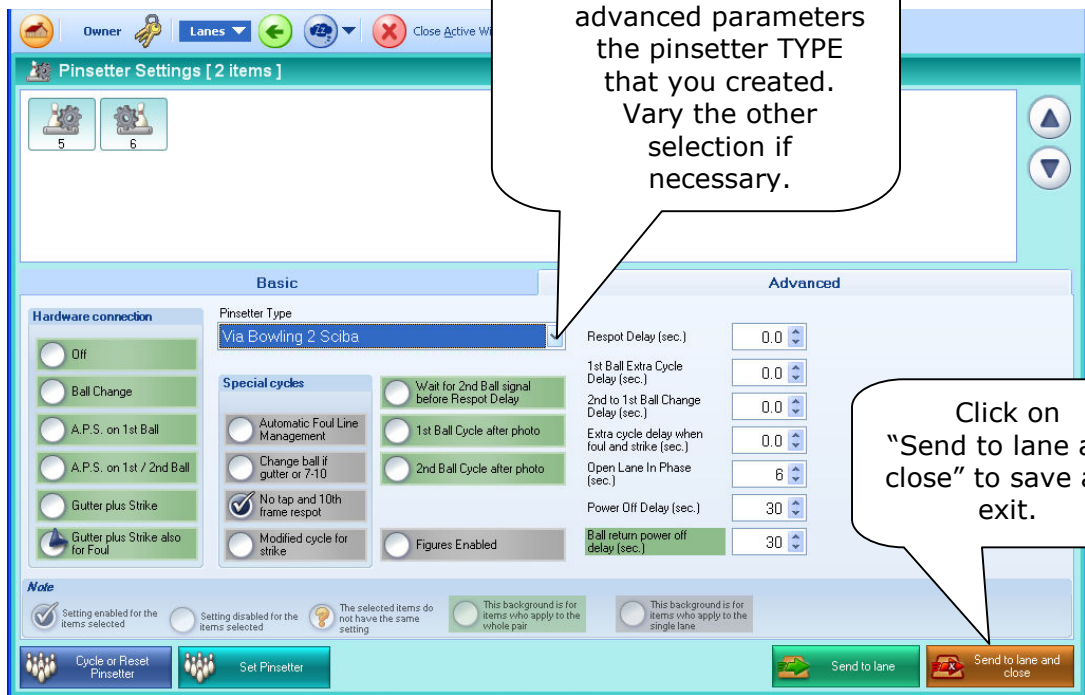 advanced parameters
the pinsetter TYPE
that you created.
Vary the other
selection if
necessary.
Owner
Lanes
Close Active Wi
Pinsetter Settings [ 2 items ]
5
6
Basic
Advanced
Hardware connection
Off
Ball Change
A.P.S. on 1st Ball
A.P.S. on 1st / 2nd Ball
Gutter plus Strike
Gutter plus Strike also
for Foul
Pinsetter Type
Via Bowling 2 Sciba
Special cycles
Automatic Foul Line
Management
Change ball if
gutter or 7-10
No tap and 10th
frame respot
Modified cycle for
strike
Wait for 2nd Ball signal
before Respot Delay
1st Ball Cycle after photo
2nd Ball Cycle after photo
Figures Enabled
Respot Delay (sec.) 0.0
1st Ball Extra Cycle
Delay (sec.) 0.0
2nd to 1st Ball Change
Delay (sec.) 0.0
Extra cycle delay when
foul and strike (sec.) 0.0
Open Lane In Phase
(sec.) 6
Power Off Delay (sec.) 30
Ball return power off
delay (sec.) 30
Click on
“Send to lane a
close” to save a
exit.
Note
Setting enabled for the
items selected
Setting disabled for the
items selected
The selected items do
not have the same
setting
This background is for
items who apply to the
whole pair
This background is for
items who apply to the
single lane
Cycle or Reset
Pinsetter
Set Pinsetter
Send to lane
Send to lane and
close